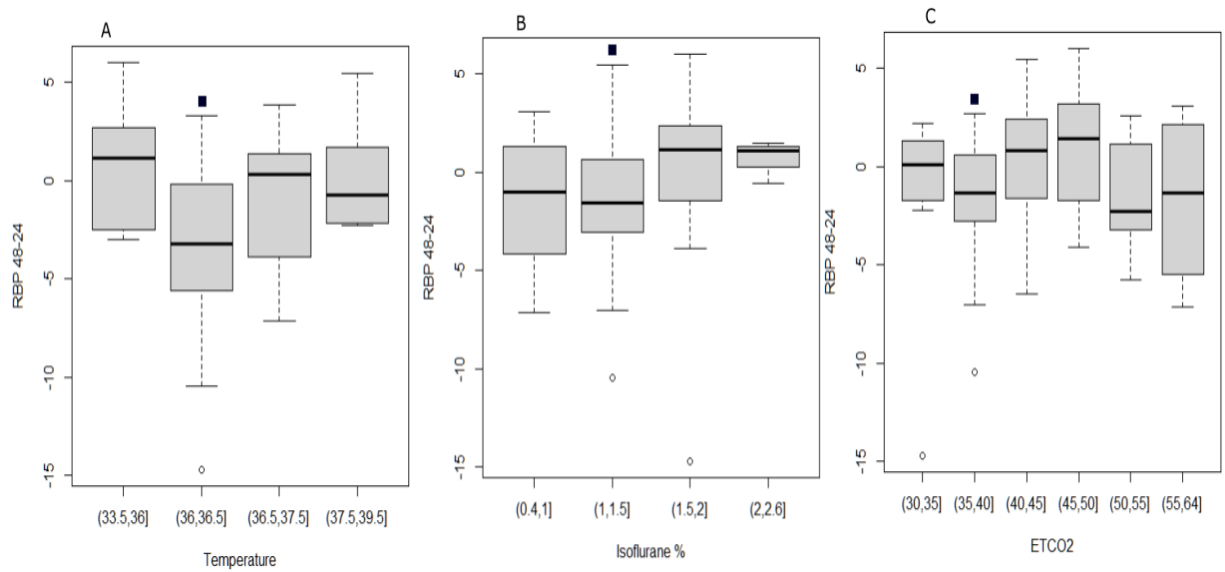 A
RBP 48-24
5
0
-5
-10
-15
(33.5,36] (36,36.5] (36.5,37.5] (37.5,39.5]
Temperature
B
RBP 48-24
5
0
-5
-10
-15
(0.4,1] (1,1.5] (1.5,2] (2,2.6]
Isoflurane %
C
RBP 48-24
5
0
-5
-10
-15
(30,35] (35,40] (40,45] (45,50] (50,55] (55,64]
ETCO2